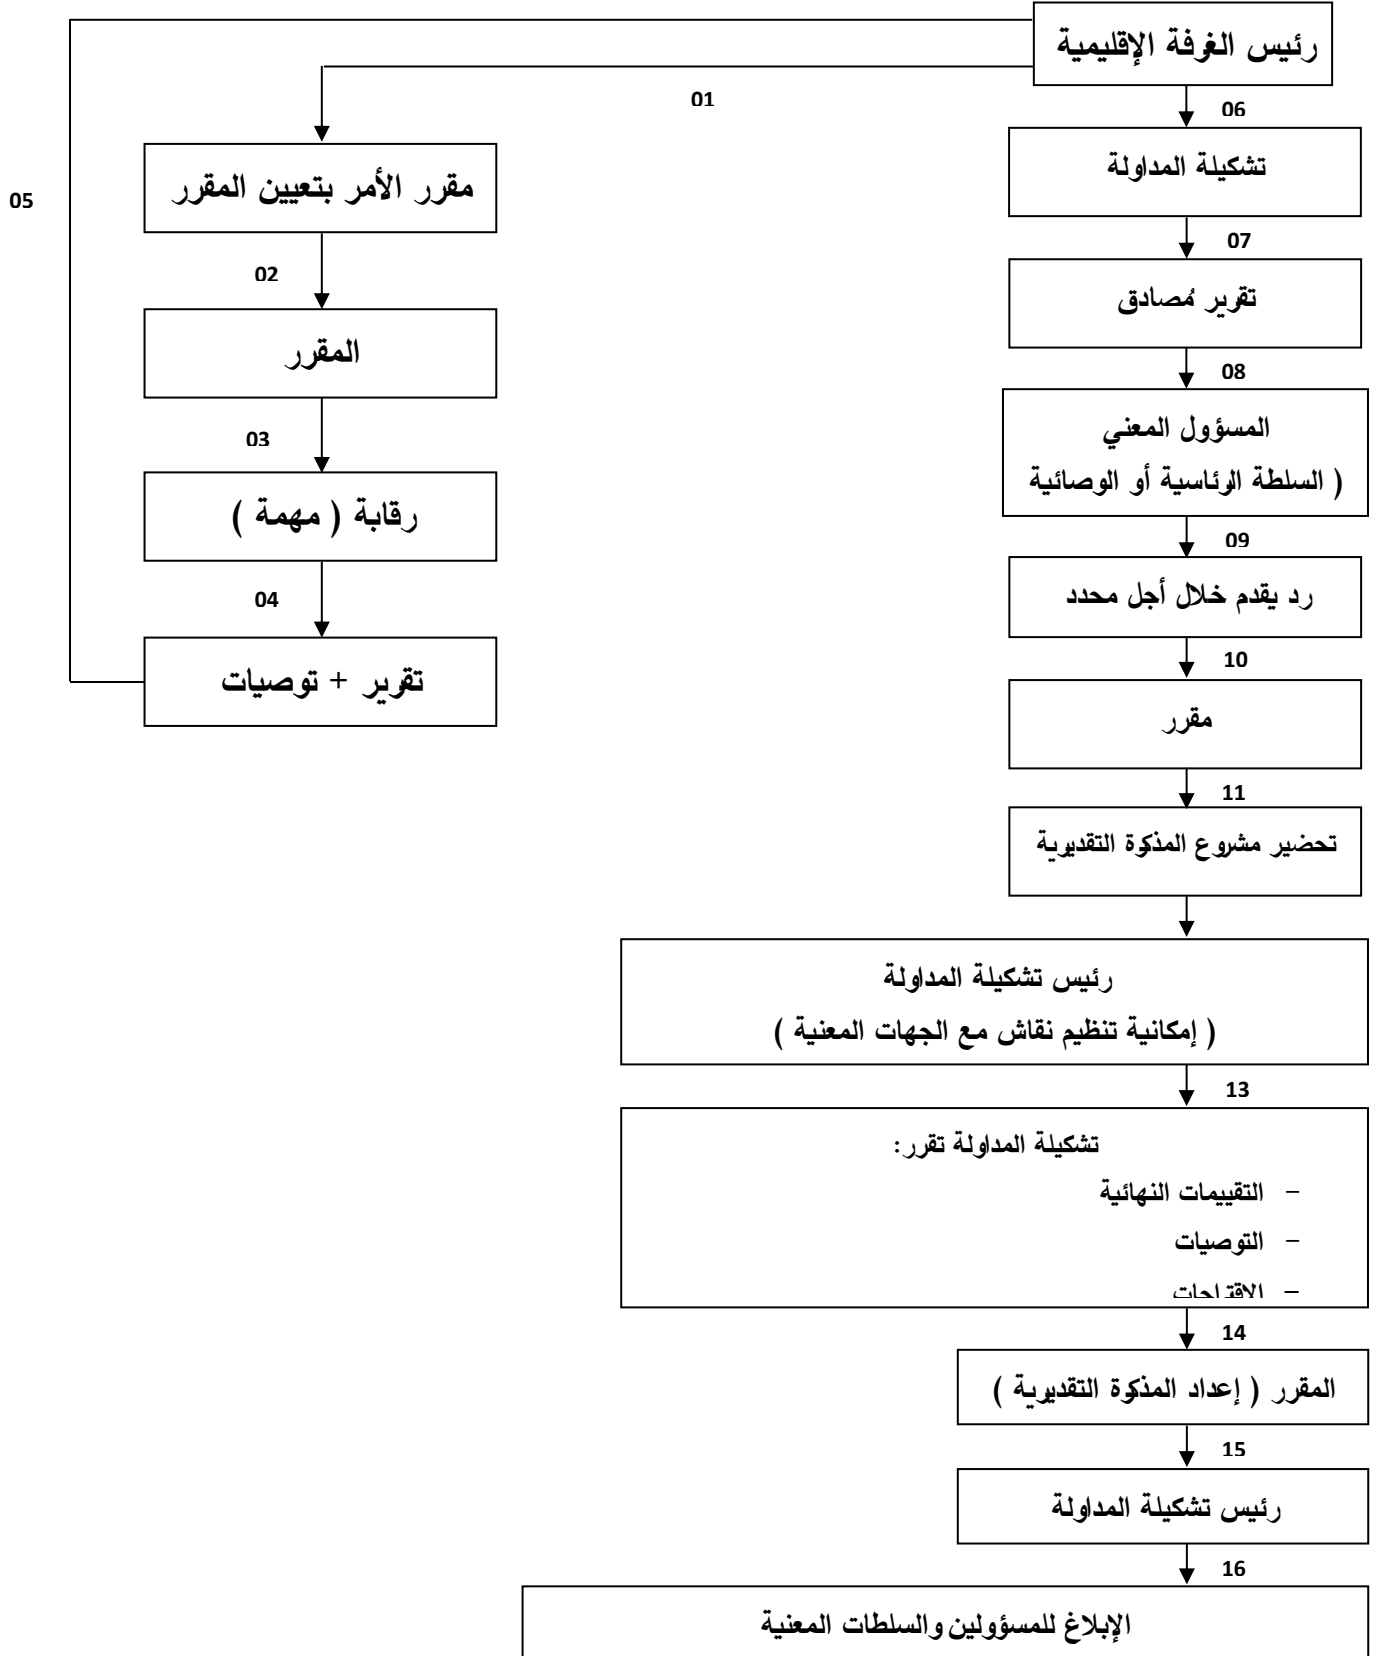 رئيس الغرفة الإقليمية
01
06
تشكيلة المداولة
مقرر الأمر بتعيين المقرر
05
07
02
تقرير مُصادق
المقرر
08
المسؤول المعني
( السلطة الرئاسية أو الوصائية
03
رقابة ( مهمة )
09
رد يقدم خلال أجل محدد
04
10
تقرير + توصيات
مقرر
11
تحضير مشروع المذكرة التقديرية
رئيس تشكيلة المداولة
( إمكانية تنظيم نقاش مع الجهات المعنية )
13
تشكيلة المداولة تقرر:
- التقييمات النهائية
- التوصيات
- الاقتراحات
14
المقرر ( إعداد المذكرة التقديرية )
15
رئيس تشكيلة المداولة
16
الإبلاغ للمسؤولين والسلطات المعنية